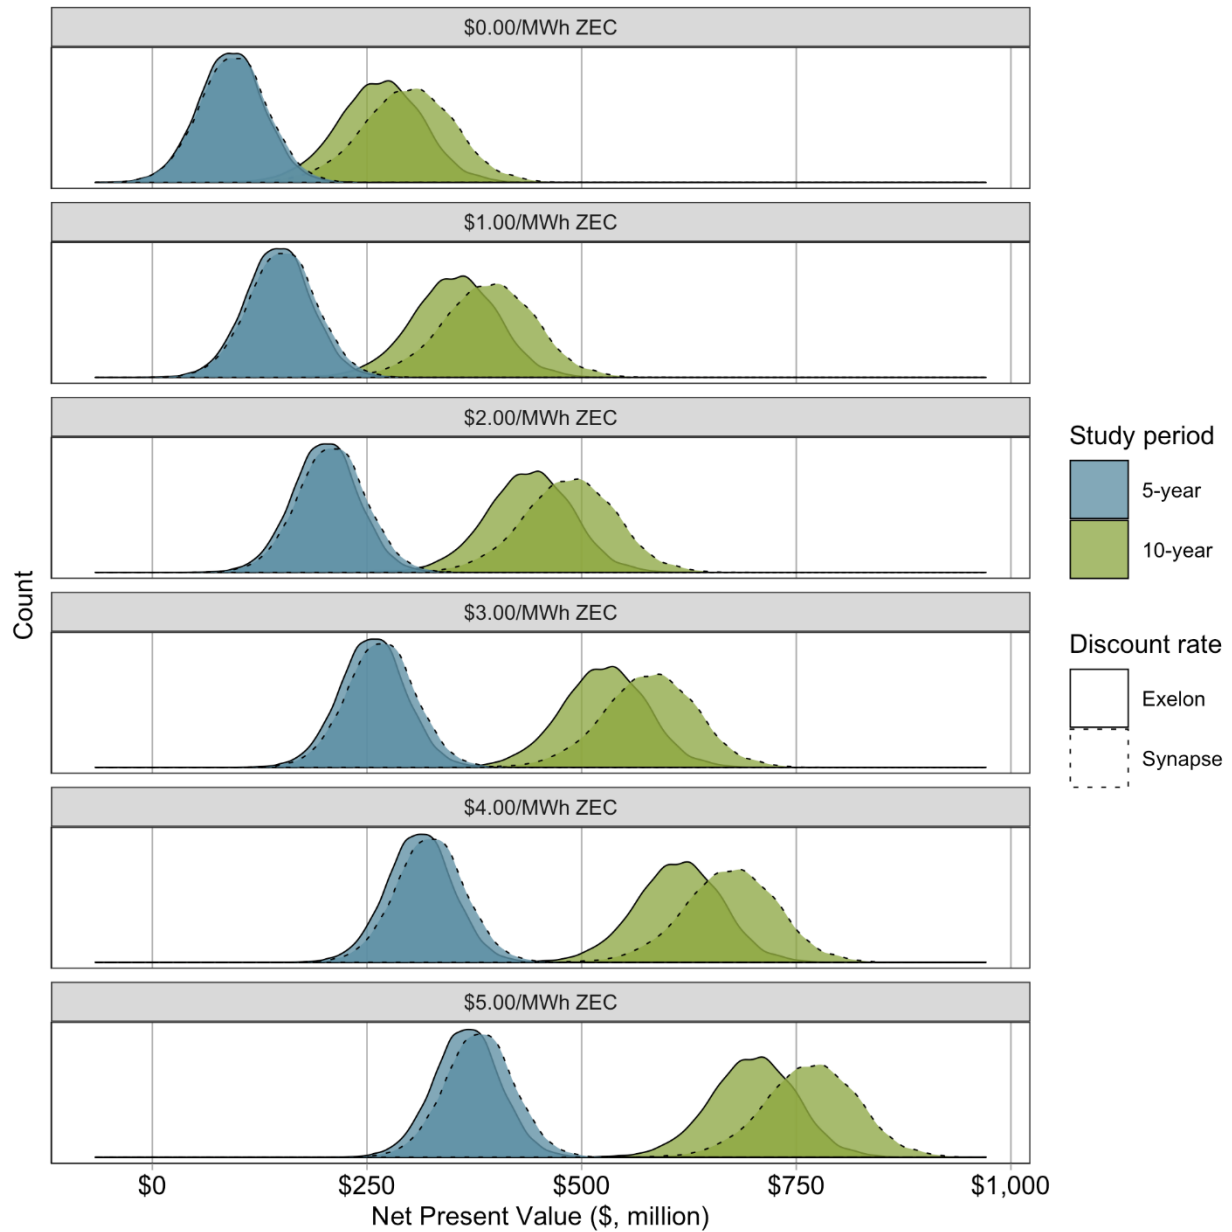 $0.00/MWh ZEC
$1.00/MWh ZEC
$2.00/MWh ZEC
$3.00/MWh ZEC
$4.00/MWh ZEC
$5.00/MWh ZEC
Count
$0 $250 $500 $750 $1,000
Net Present Value ($, million)
Study period
5-year
10-year
Discount rate
Exelon
Synapse